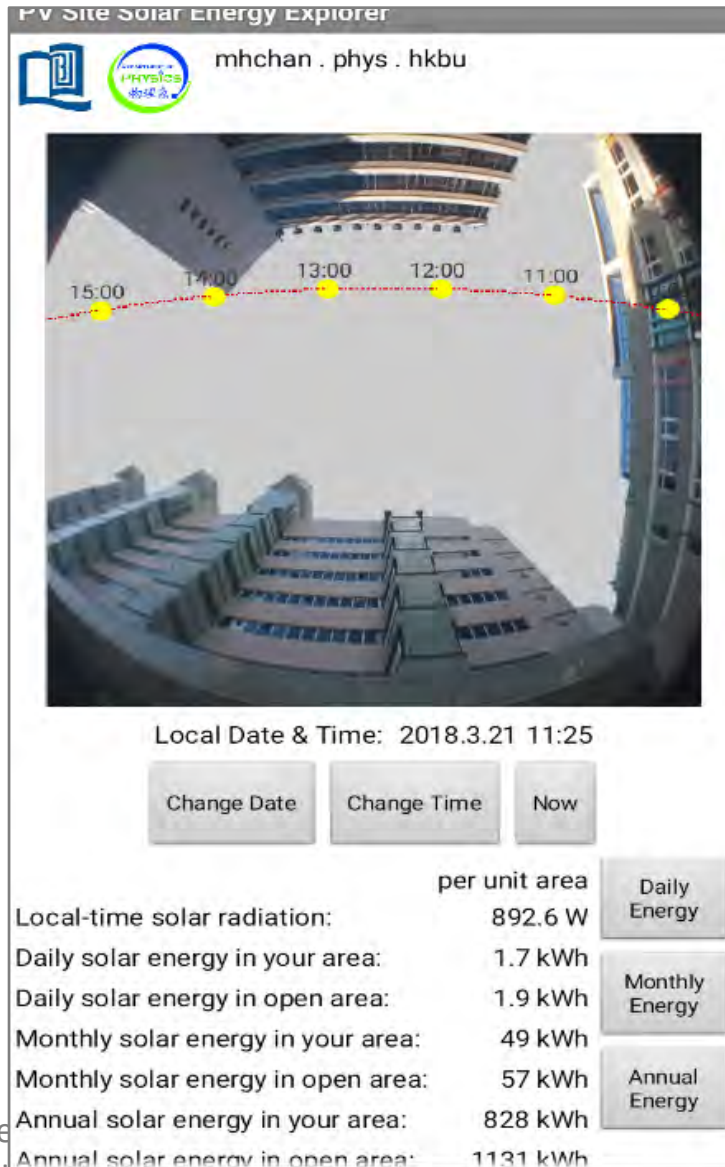 PV Site Solar Energy Explorer
PHYSICS
mhchan . phys . hkbu
15:00
14:00
13:00
12:00
11:00
Local Date & Time: 2018.3.21 11:25
Change Date
Change Time
Now
per unit area
Daily
Energy
Local-time solar radiation: 892.6 W
Daily solar energy in your area: 1.7 kWh
Daily solar energy in open area: 1.9 kWh
Monthly
Energy
Monthly solar energy in your area: 49 kWh
Monthly solar energy in open area: 57 kWh
Annual
Energy
Annual solar energy in your area: 828 kWh
Annual solar energy in open area: 1131 kWh